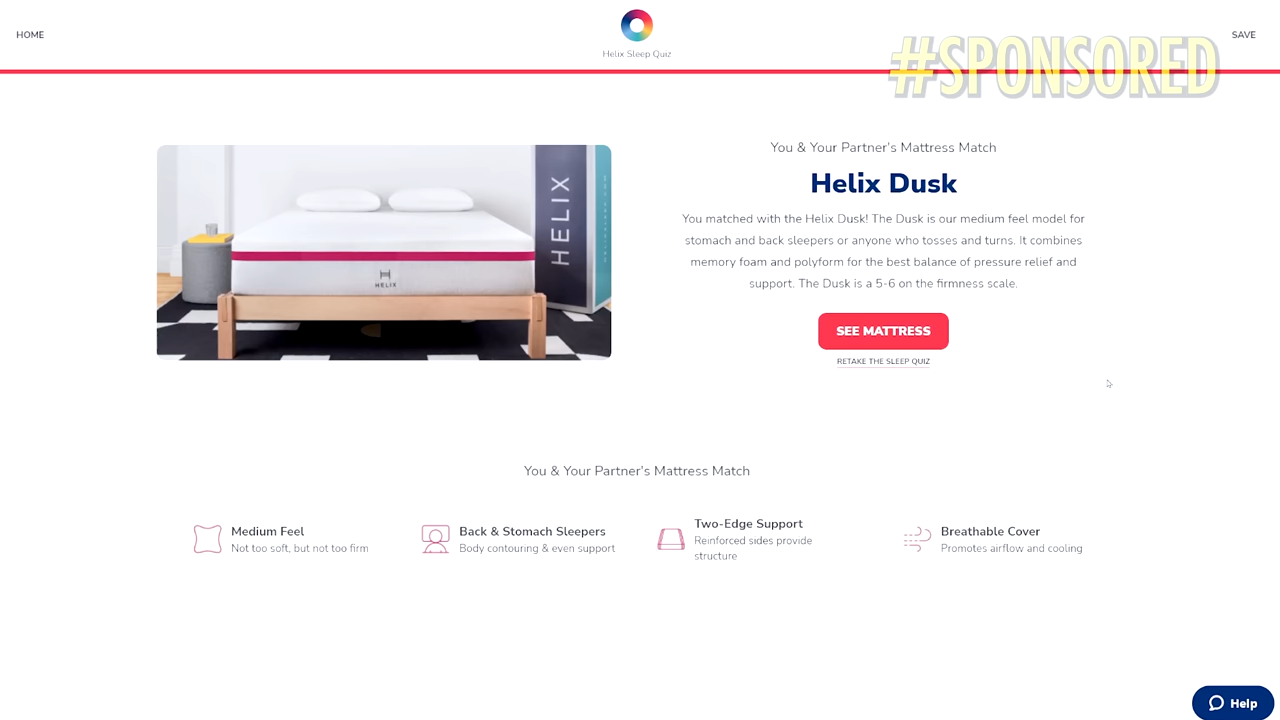 HOME
Helix Sleep Quiz
SAVE
#SPONSORED
HELIX
HELIX
You & Your Partner's Mattress Match
Helix Dusk
You matched with the Helix Dusk! The Dusk is our medium feel model for
stomach and back sleepers or anyone who tosses and turns. It combines
memory foam and polyform for the best balance of pressure relief and
support. The Dusk is a 5-6 on the firmness scale.
SEE MATTRESS
RETAKE THE SLEEP QUIZ
You & Your Partner's Mattress Match
Medium Feel
Not too soft, but not too firm
Back & Stomach Sleepers
Body contouring & even support
Two-Edge Support
Reinforced sides provide
structure
Breathable Cover
Promotes airflow and cooling
Help